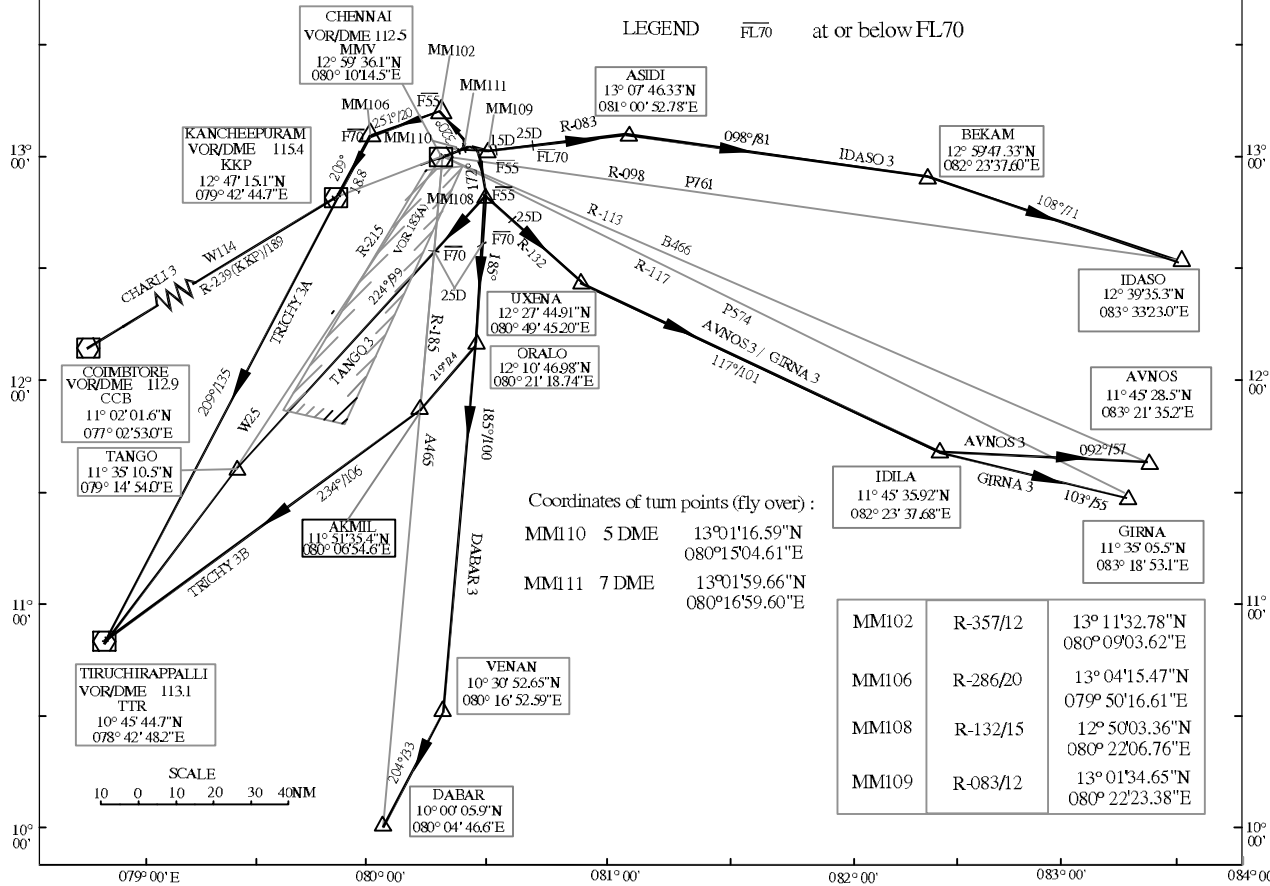 LEGEND FL70 at or below FL70
CHENNAI
VOR/DME 112.5
MMV
12° 59' 36.1"N
080° 10'14.5"E
MM102
MM111
MM109
MM106
251°/20
F55
F70
MM110
15D
25D
FL70
F55
R-083
ASIDI
13° 07' 46.33"N
081° 00' 52.78"E
098°/81
IDASO 3
BEKAM
12° 59'47.33"N
082° 23'37.60"E
108°/71
IDASO
12° 39'35.3"N
083° 33'23.0"E
KANCHEEPURAM
VOR/DME 115.4
KKP
12° 47' 15.1"N
079° 42' 44.7"E
209°
18.8
177°
R-098
P761
R-113
B466
R-117
P574
MM108
F55
25D
F70
R-132
VOR 183(A)
R-215
F70
25D
185°
W114
R-239(KKP)/189
CHARLI 3
TRICHY 3A
224°/99
TANGO 3
R-185
UXENA
12° 27' 44.91"N
080° 49' 45.20"E
ORALO
12° 10' 46.98"N
080° 21' 18.74"E
219°/24
AVNOS 3 / GIRNA 3
117°/101
AVNOS
11° 45' 28.5"N
083° 21' 35.2"E
COIMBTORE
VOR/DME 112.9
CCB
11° 02' 01.6"N
077° 02' 53.0"E
209°/135
W25
TANGO
11° 35' 10.5"N
079° 14' 54.0"E
A465
185°/100
234°/106
AKMIL
11° 51'35.4"N
080° 06'54.6"E
TRICHY 3B
DABAR 3
AVNOS 3
092°/57
GIRNA 3
103°/55
IDILA
11° 45' 35.92"N
082° 23' 37.68"E
GIRNA
11° 35' 05.5"N
083° 18' 53.1"E
Coordinates of turn points (fly over) :
MM110 5 DME 13°01'16.59"N
080°15'04.61"E
MM111 7 DME 13°01'59.66"N
080°16'59.60"E
MM102 R-357/12 13° 11'32.78"N
080° 09'03.62"E
MM106 R-286/20 13° 04'15.47"N
079° 50'16.61"E
MM108 R-132/15 12° 50'03.36"N
080° 22'06.76"E
MM109 R-083/12 13° 01'34.65"N
080° 22'23.38"E
TIRUCHIRAPPALLI
VOR/DME 113.1
TTR
10° 45' 44.7"N
078° 42' 48.2"E
VENAN
10° 30' 52.65"N
080° 16' 52.59"E
204°/33
DABAR
10° 00' 05.9"N
080° 04' 46.6"E
SCALE
10 0 10 20 30 40NM
13°
00'
12°
00'
11°
00'
10°
00'
13°
00'
12°
00'
11°
00'
10°
00'
079°00'E
080°00'
081°00'
082°00'
083°00'
084°00